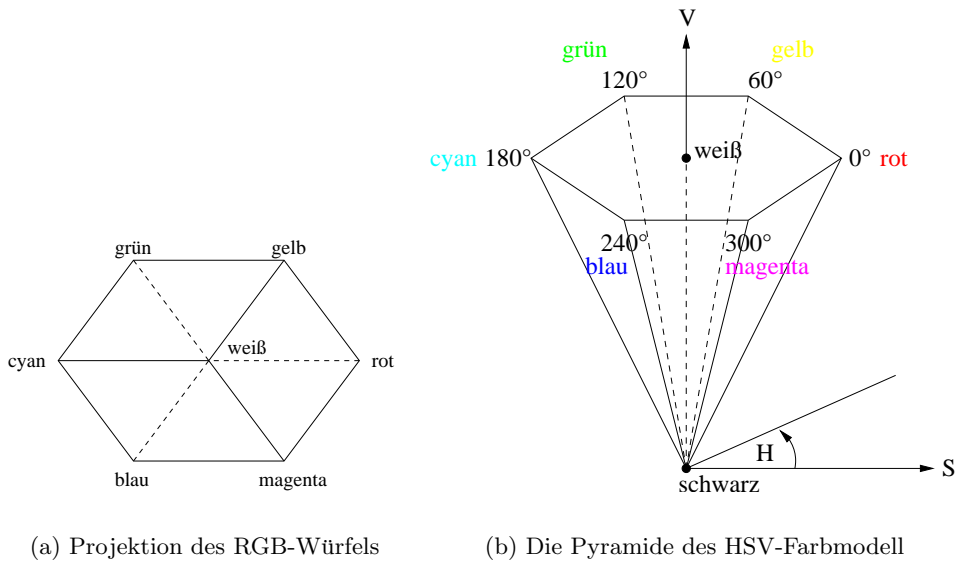 grün
gelb
cyan
weiß
rot
blau
magenta
(a) Projektion des RGB-Würfels
V
grün
gelb
120°
60°
cyan 180°
weiß
0° rot
240°
300°
blau
magenta
H
S
schwarz
(b) Die Pyramide des HSV-Farbmodell